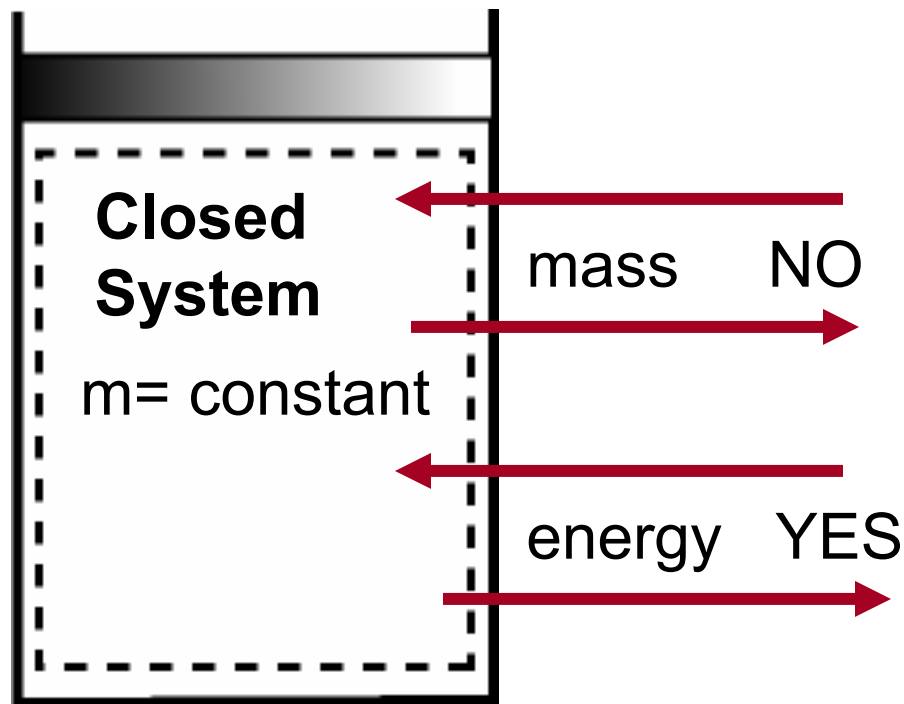 Closed
System
mass NO
m= constant
energy YES